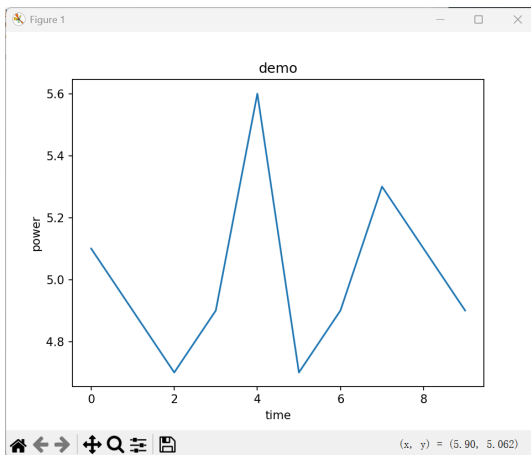 Figure 1
demo
5.6
5.4
5.2
5.0
4.8
power
0 2 4 6 8
time
(x, y) = (5.90, 5.062)